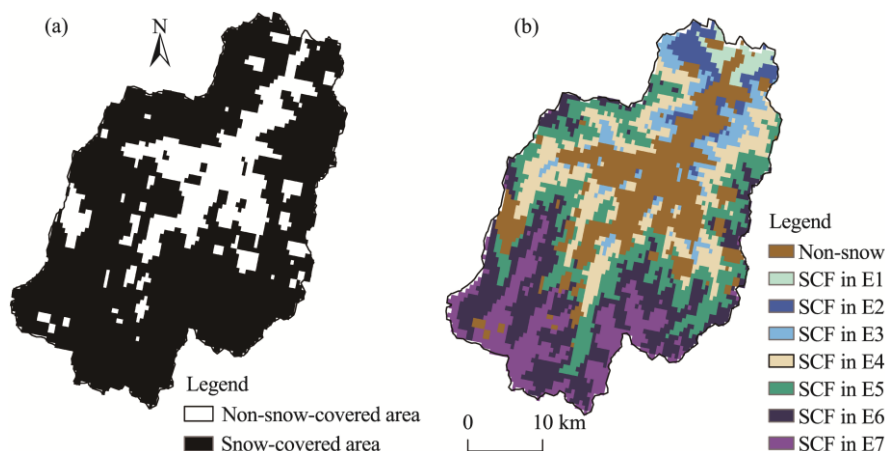 (a)
N
(b)
Legend
Non-snow-covered area
Snow-covered area
0 10 km
Legend
Non-snow
SCF in E1
SCF in E2
SCF in E3
SCF in E4
SCF in E5
SCF in E6
SCF in E7